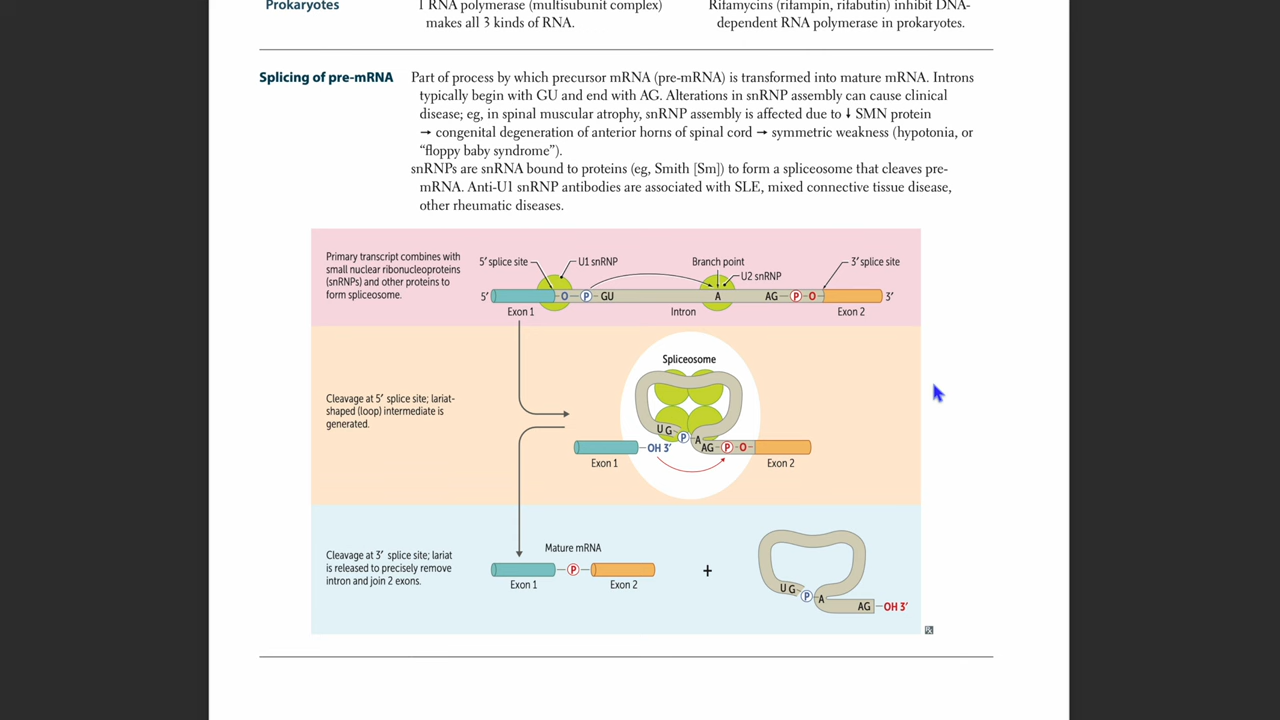 Prokaryotes
1 RNA polymerase (multisubunit complex)
makes all 3 kinds of RNA.
Rifamycins (rifampin, rifabutin) inhibit DNA-
dependent RNA polymerase in prokaryotes.
Splicing of pre-mRNA
Part of process by which precursor mRNA (pre-mRNA) is transformed into mature mRNA. Introns
typically begin with GU and end with AG. Alterations in snRNP assembly can cause clinical
disease; eg, in spinal muscular atrophy, snRNP assembly is affected due to ↓ SMN protein
→ congenital degeneration of anterior horns of spinal cord → symmetric weakness (hypotonia, or
“floppy baby syndrome”).
snRNPs are snRNA bound to proteins (eg, Smith [Sm]) to form a spliceosome that cleaves pre-
mRNA. Anti-U1 snRNP antibodies are associated with SLE, mixed connective tissue disease,
other rheumatic diseases.
Primary transcript combines with
small nuclear ribonucleoproteins
(snRNPs) and other proteins to
form spliceosome.
5′ splice site
U1 snRNP
Branch point
U2 snRNP
3′ splice site
5′
O
P
GU
A
AG
P
O
3′
Exon 1
Intron
Exon 2
Cleavage at 5′ splice site; lariat-
shaped (loop) intermediate is
generated.
Spliceosome
UG
P
A
OH 3′
AG
P
O
Exon 1
Exon 2
Cleavage at 3′ splice site; lariat
is released to precisely remove
intron and join 2 exons.
Mature mRNA
P
Exon 1
Exon 2
+
UG
P
A
AG
OH 3′